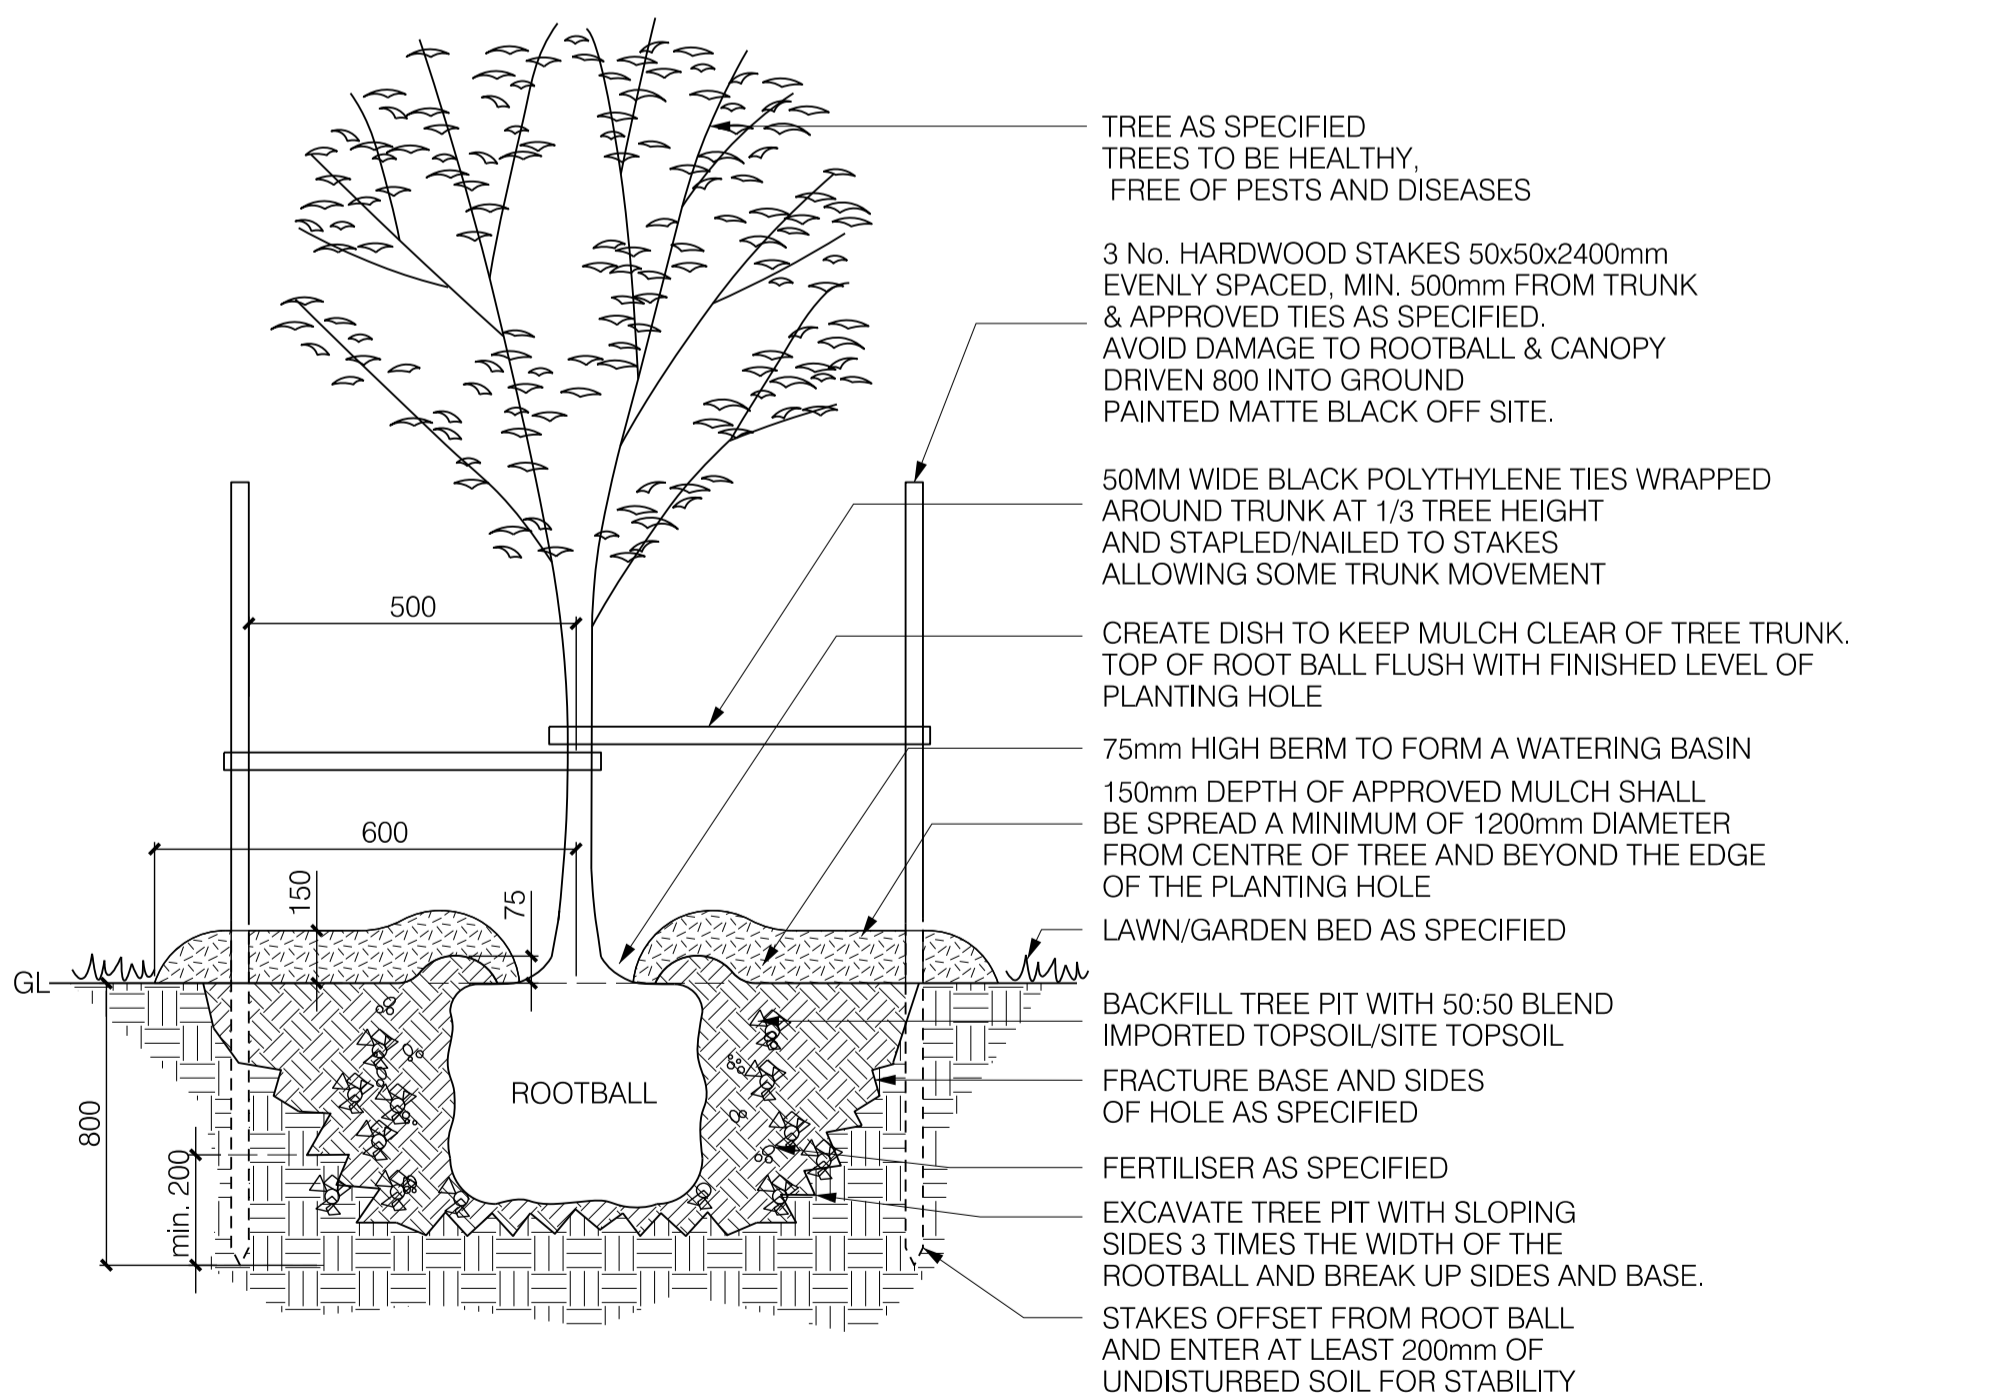 TREE AS SPECIFIED
TREES TO BE HEALTHY,
FREE OF PESTS AND DISEASES
3 No. HARDWOOD STAKES 50x50x2400mm
EVENLY SPACED, MIN. 500mm FROM TRUNK
& APPROVED TIES AS SPECIFIED.
AVOID DAMAGE TO ROOTBALL & CANOPY
DRIVEN 800 INTO GROUND
PAINTED MATTE BLACK OFF SITE.
50MM WIDE BLACK POLYTHYLENE TIES WRAPPED
AROUND TRUNK AT 1/3 TREE HEIGHT
AND STAPLED/NAILED TO STAKES
ALLOWING SOME TRUNK MOVEMENT
CREATE DISH TO KEEP MULCH CLEAR OF TREE TRUNK.
TOP OF ROOT BALL FLUSH WITH FINISHED LEVEL OF
PLANTING HOLE
75mm HIGH BERM TO FORM A WATERING BASIN
150mm DEPTH OF APPROVED MULCH SHALL
BE SPREAD A MINIMUM OF 1200mm DIAMETER
FROM CENTRE OF TREE AND BEYOND THE EDGE
OF THE PLANTING HOLE
LAWN/GARDEN BED AS SPECIFIED
BACKFILL TREE PIT WITH 50:50 BLEND
IMPORTED TOPSOIL/SITE TOPSOIL
FRACTURE BASE AND SIDES
OF HOLE AS SPECIFIED
FERTILISER AS SPECIFIED
EXCAVATE TREE PIT WITH SLOPING
SIDES 3 TIMES THE WIDTH OF THE
ROOTBALL AND BREAK UP SIDES AND BASE.
STAKES OFFSET FROM ROOT BALL
AND ENTER AT LEAST 200mm OF
UNDISTURBED SOIL FOR STABILITY
500
600
150
75
GL
800
min. 200
ROOTBALL